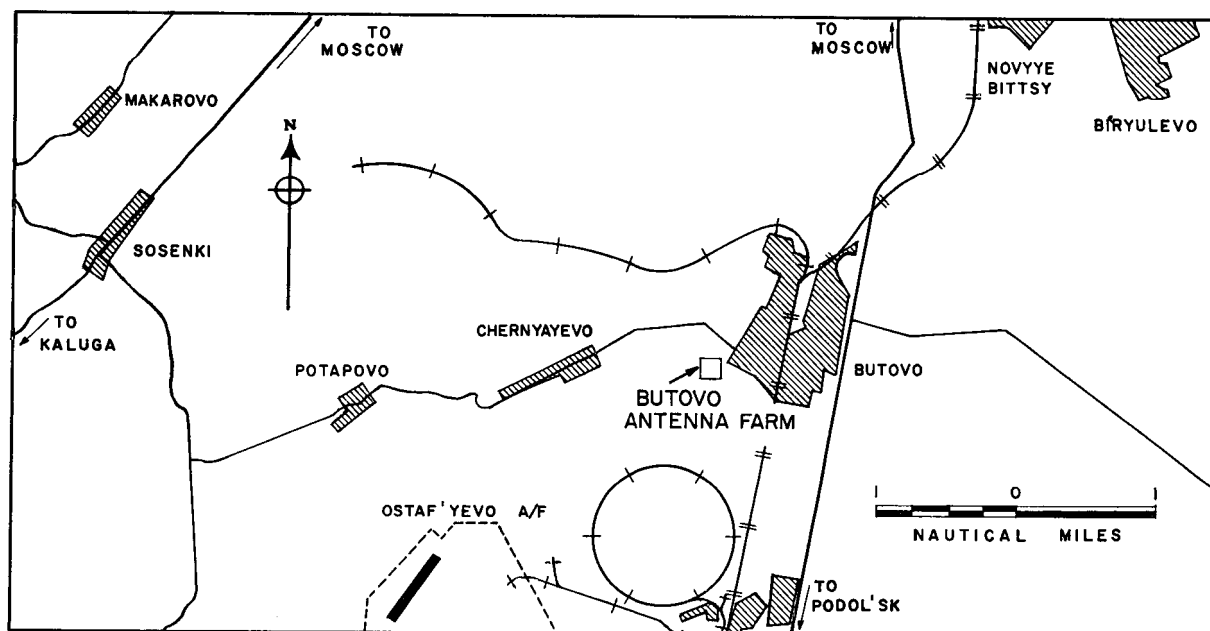 TO
MOSCOW
TO
MOSCOW
NOVYYE
BITTSY
BIRYULEVO
MAKAROVO
N
SOSENKI
TO
KALUGA
CHERNYAYEVO
POTAPOVO
BUTOVO
BUTOVO
ANTENNA FARM
OSTAF'YEVO A/F
1 0 1
NAUTICAL MILES
TO
PODOL'SK